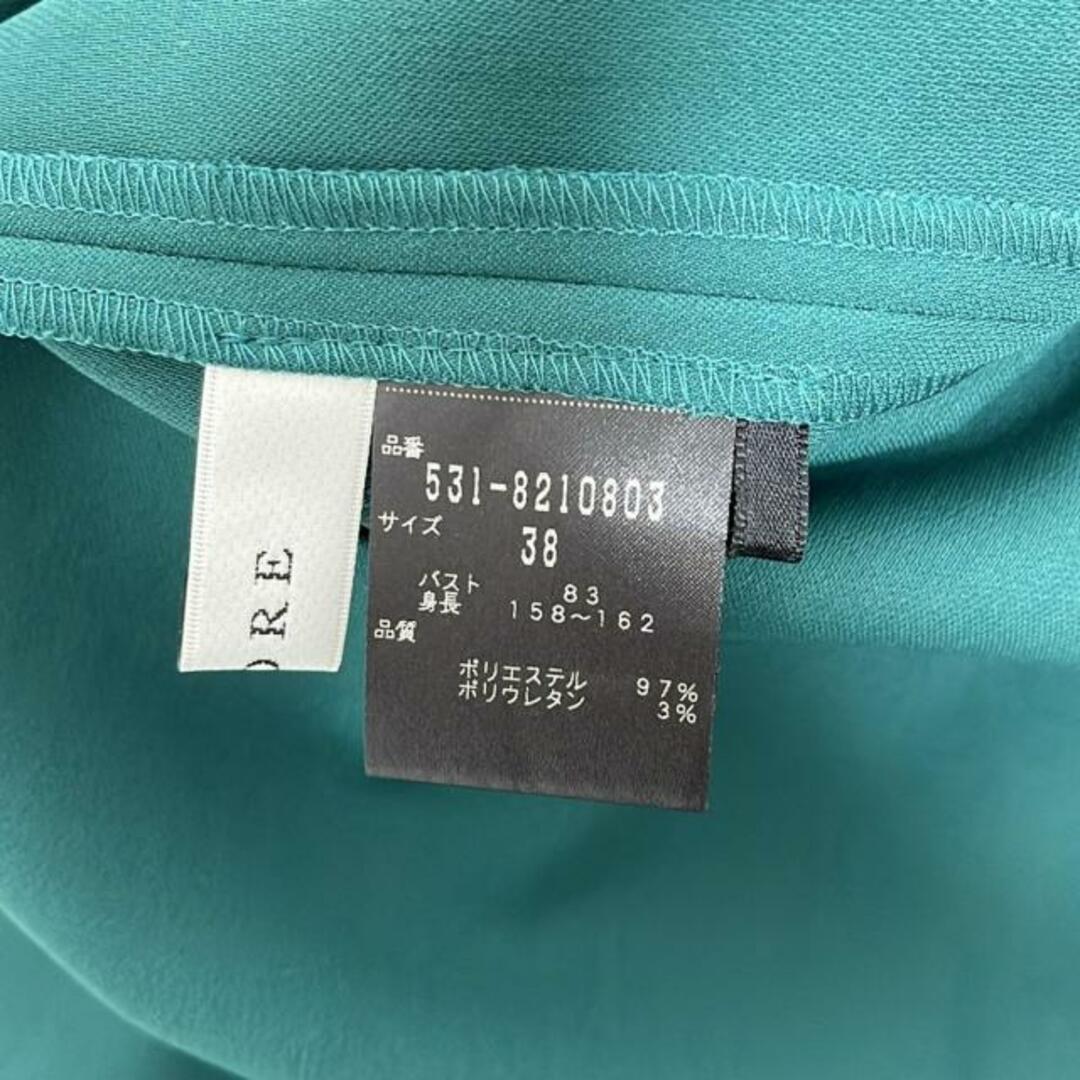 品番
531-8210803
サイズ
38
バスト 83
身長 158～162
品質
ポリエステル 97%
ポリウレタン 3%
ORE